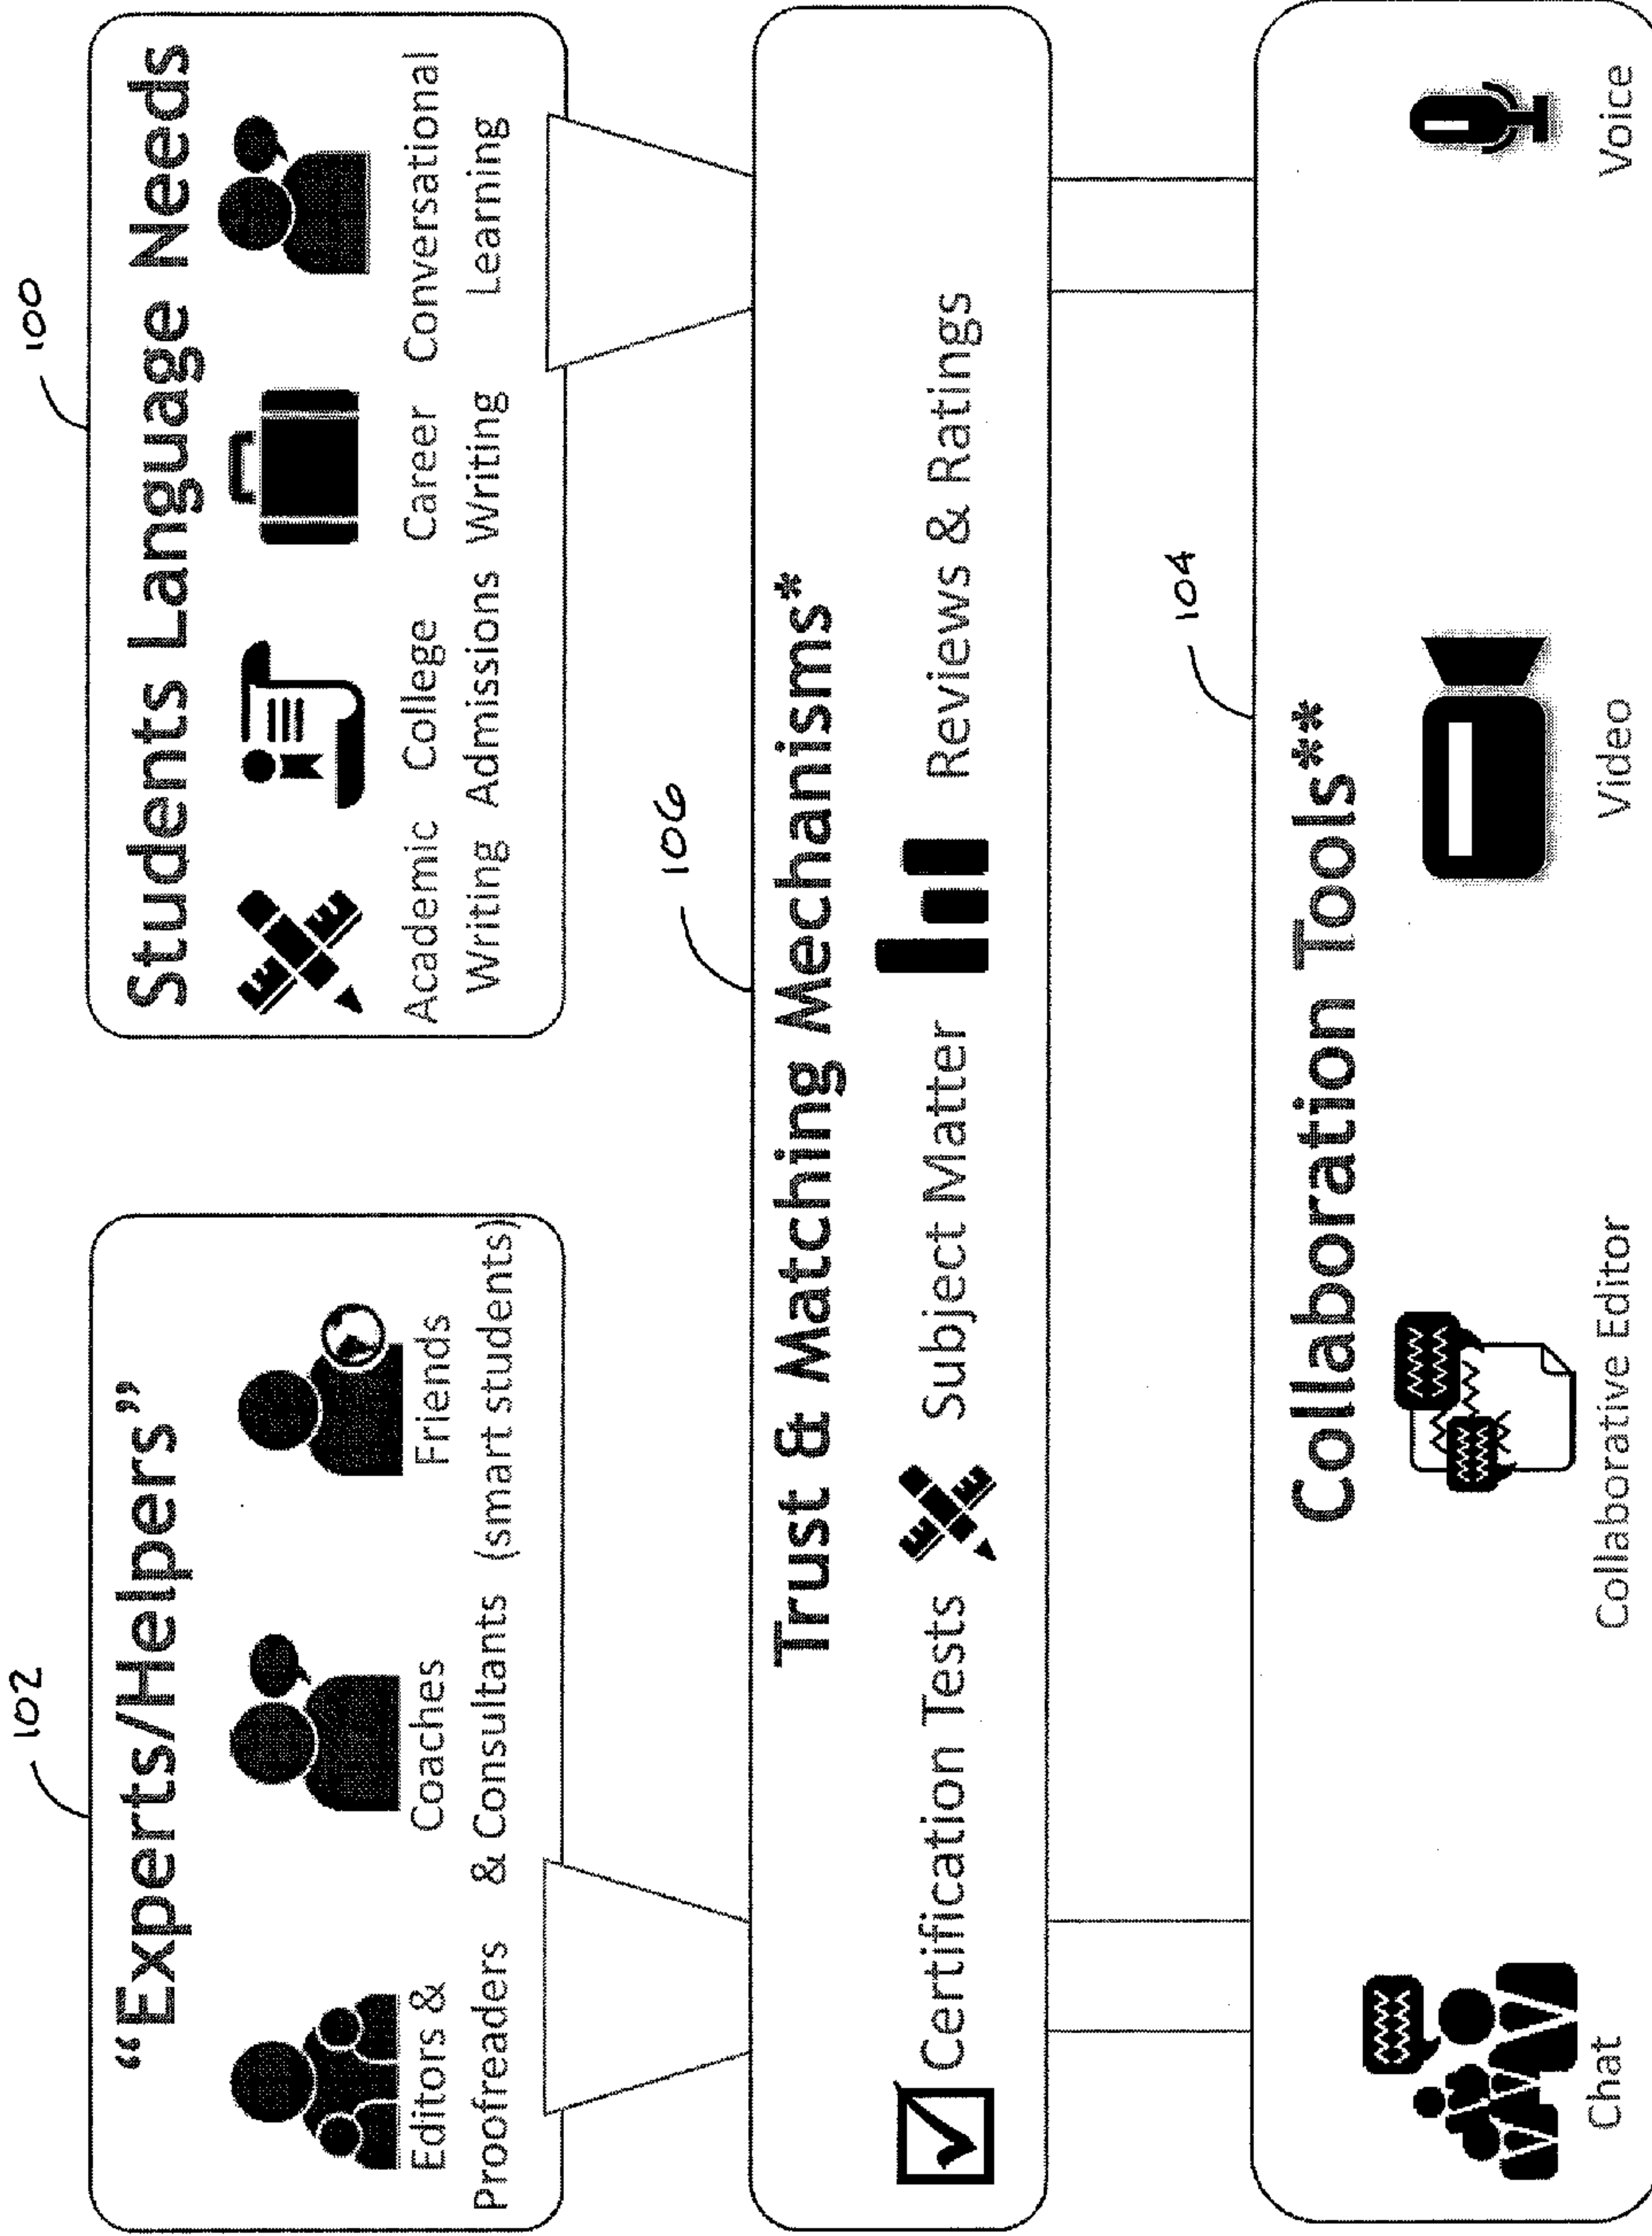 102
100
“Experts/Helpers”
Editors &
Proofreaders
Coaches
& Consultants
Friends
(smart students)
Students Language Needs
Academic
Writing
College
Admissions
Career
Writing
Conversational
Learning
106
Trust & Matching Mechanisms*
Certification Tests
Subject Matter
Reviews & Ratings
104
Collaboration Tools**
Chat
Collaborative Editor
Video
Voice